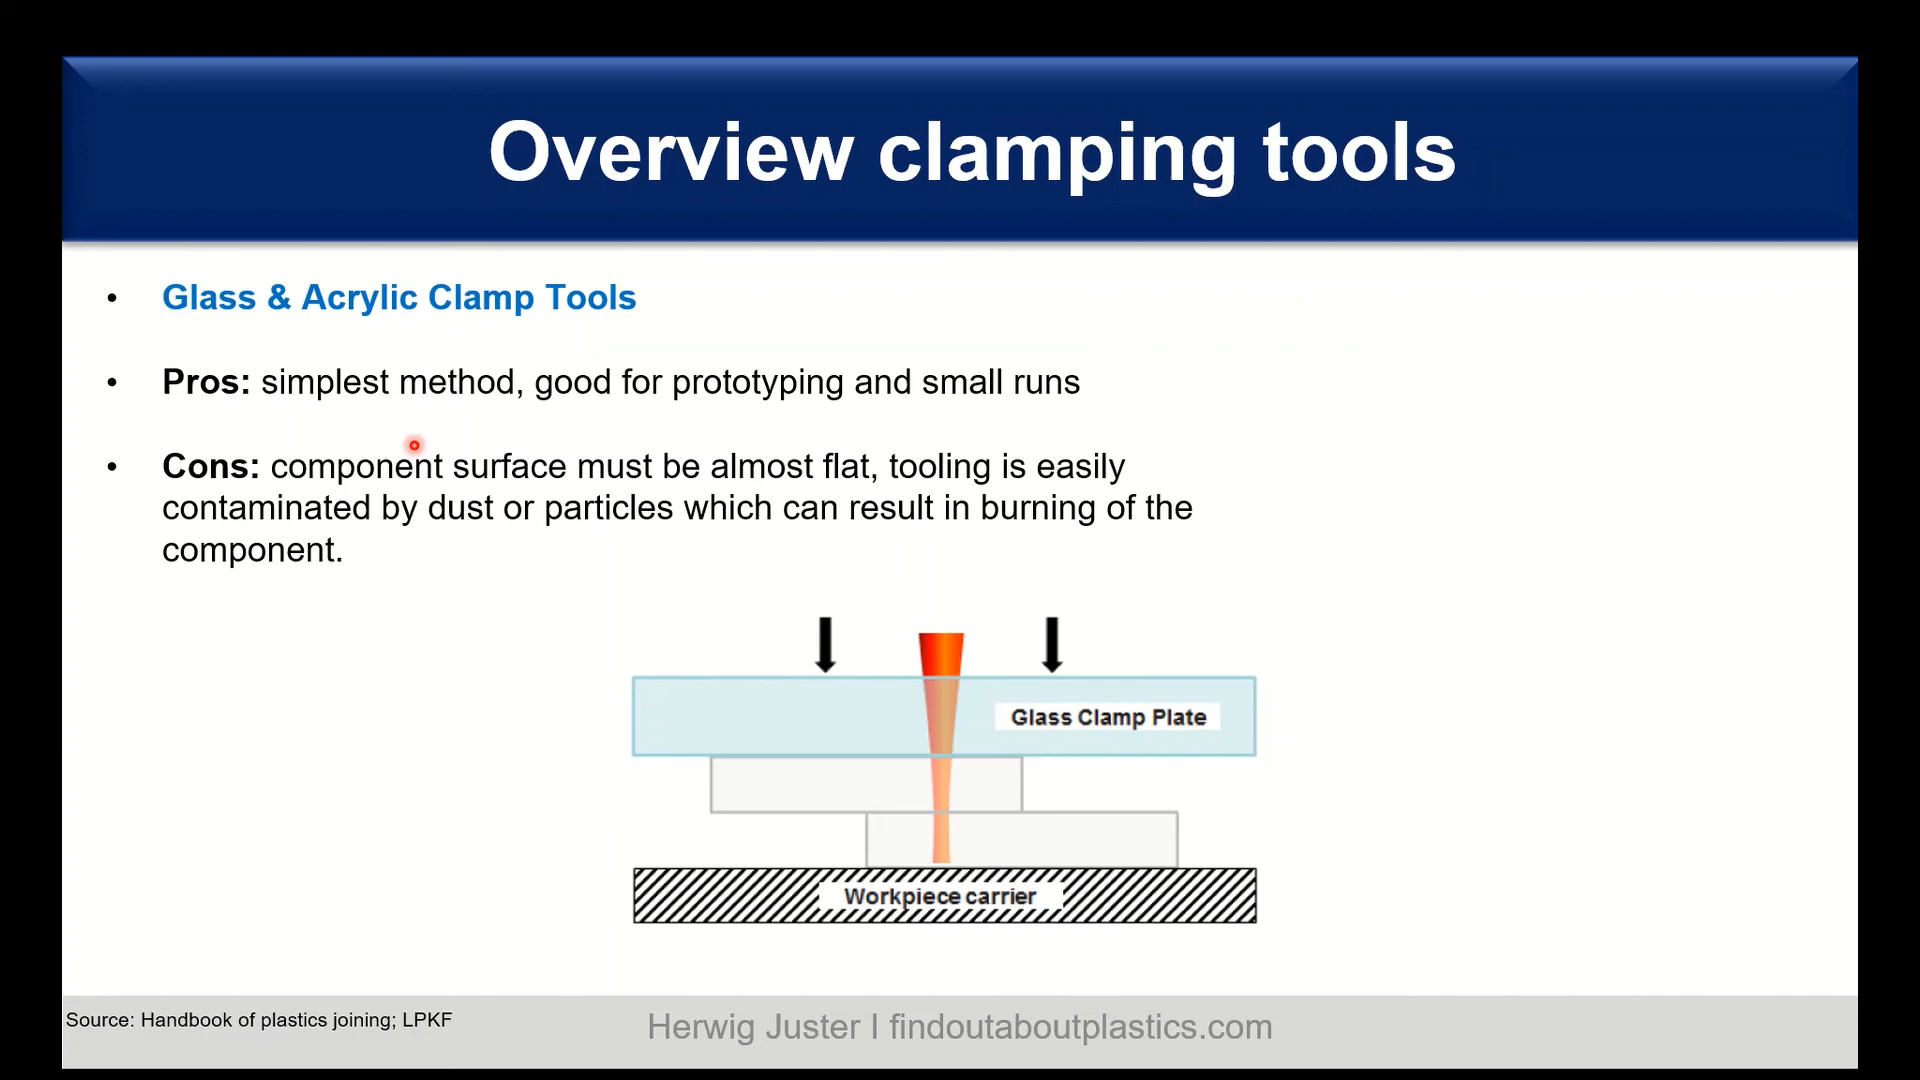 Overview clamping tools
• Glass & Acrylic Clamp Tools
• Pros: simplest method, good for prototyping and small runs
• Cons: component surface must be almost flat, tooling is easily
contaminated by dust or particles which can result in burning of the
component.
Glass Clamp Plate
Workpiece carrier
Source: Handbook of plastics joining; LPKF
Herwig Juster I findoutaboutplastics.com